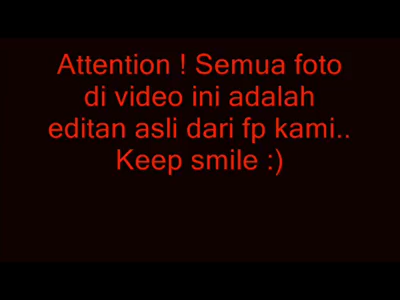 Attention ! Semua foto
di video ini adalah
editan asli dari fp kami..
Keep smile :)